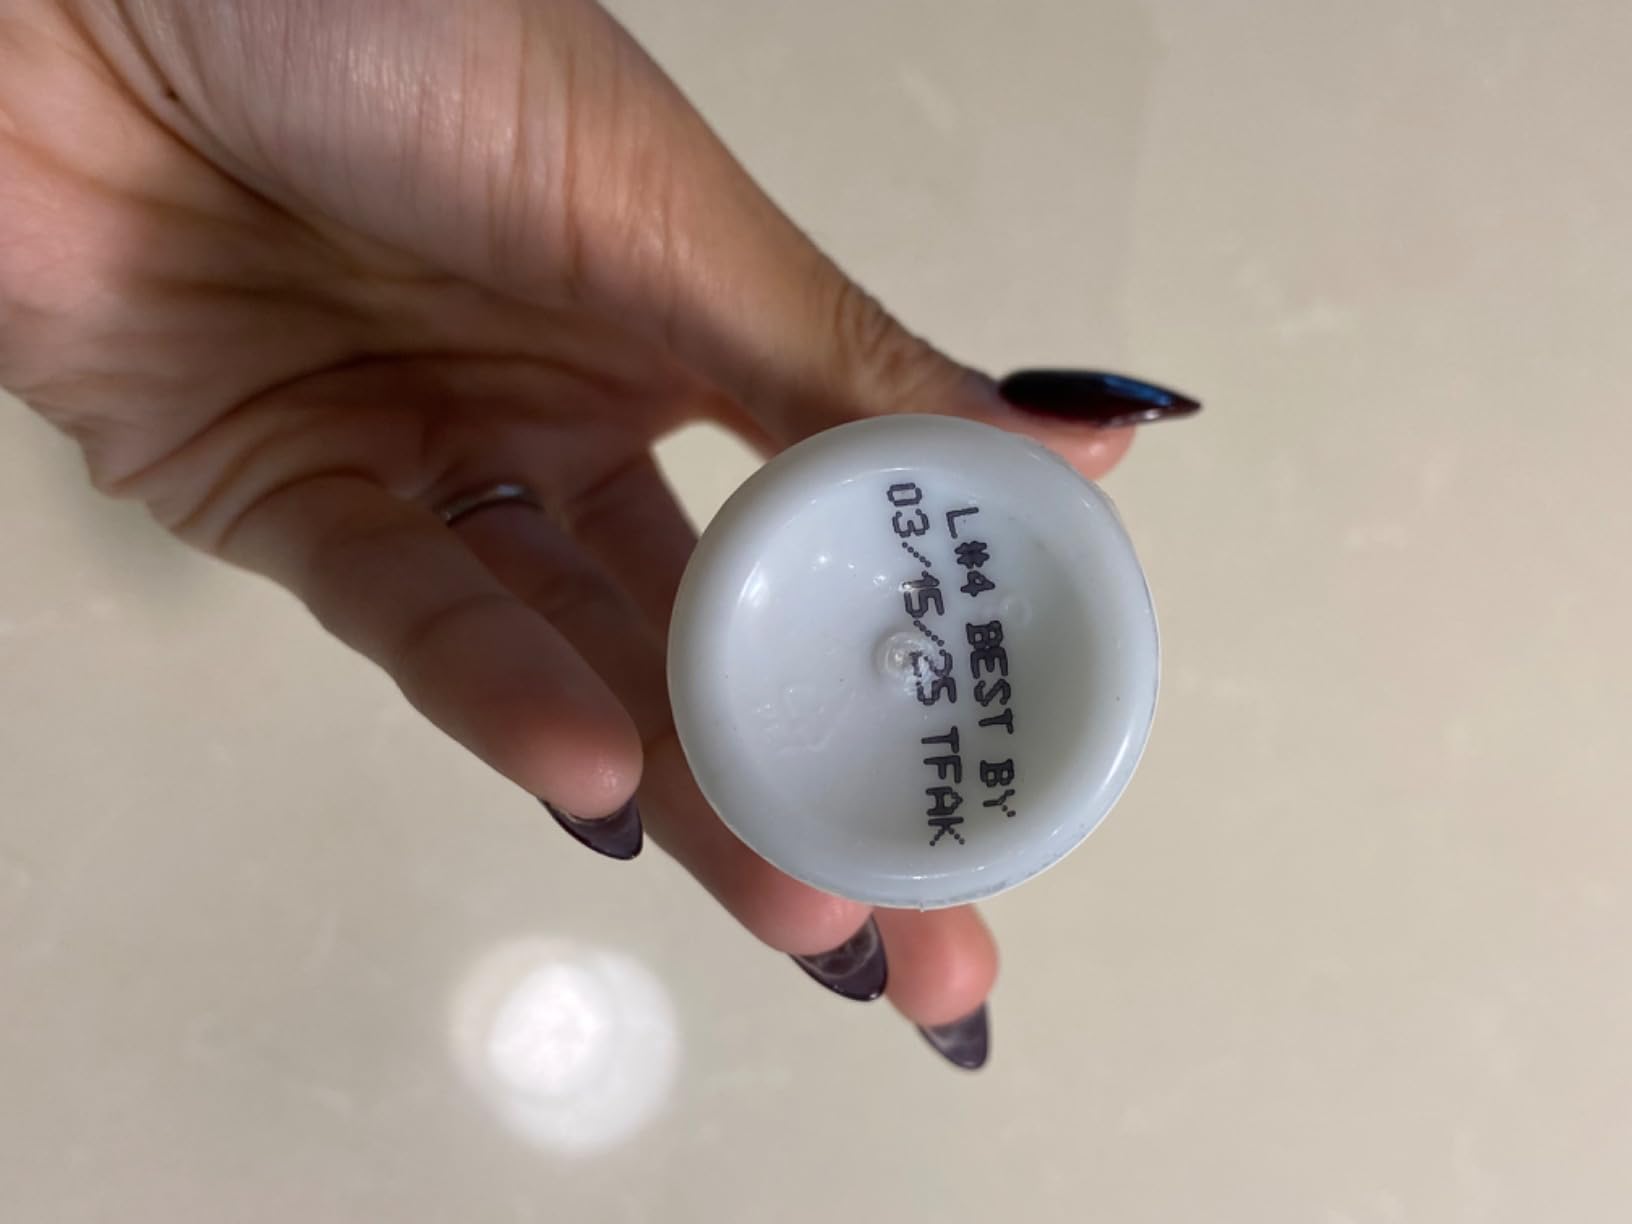 L#4 BEST BY
03/15/25 TFAK